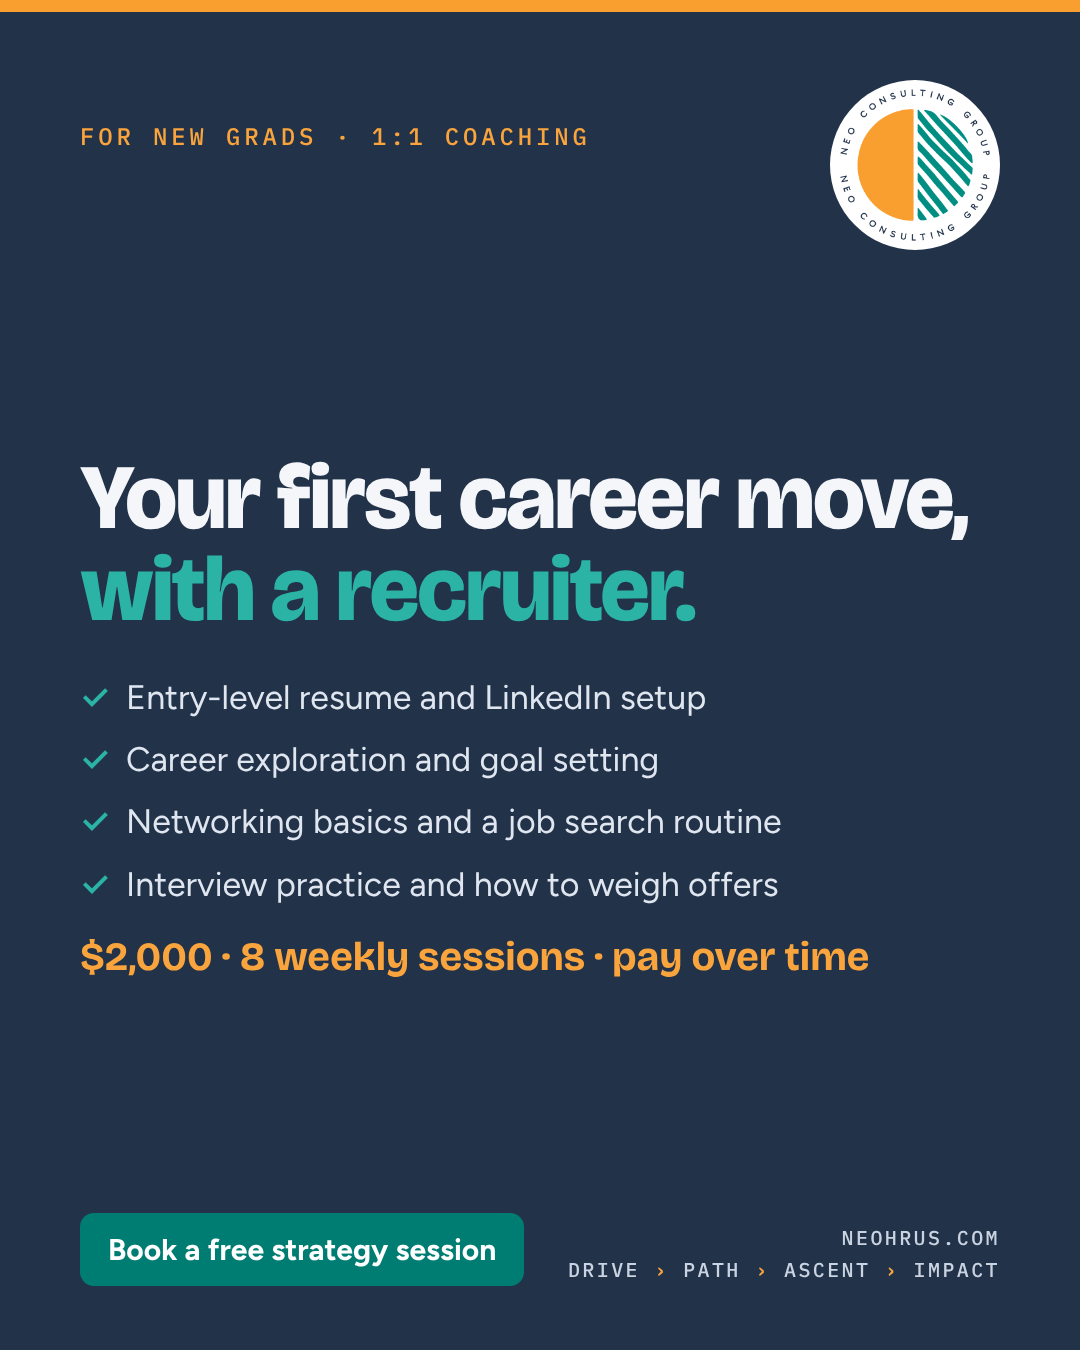 FOR NEW GRADS · 1:1 COACHING
NEO CONSULTING GROUP
NEO CONSULTING GROUP
Your first career move,
with a recruiter.
Entry-level resume and LinkedIn setup
Career exploration and goal setting
Networking basics and a job search routine
Interview practice and how to weigh offers
$2,000 · 8 weekly sessions · pay over time
Book a free strategy session
NEOHRUS.COM
DRIVE › PATH › ASCENT › IMPACT